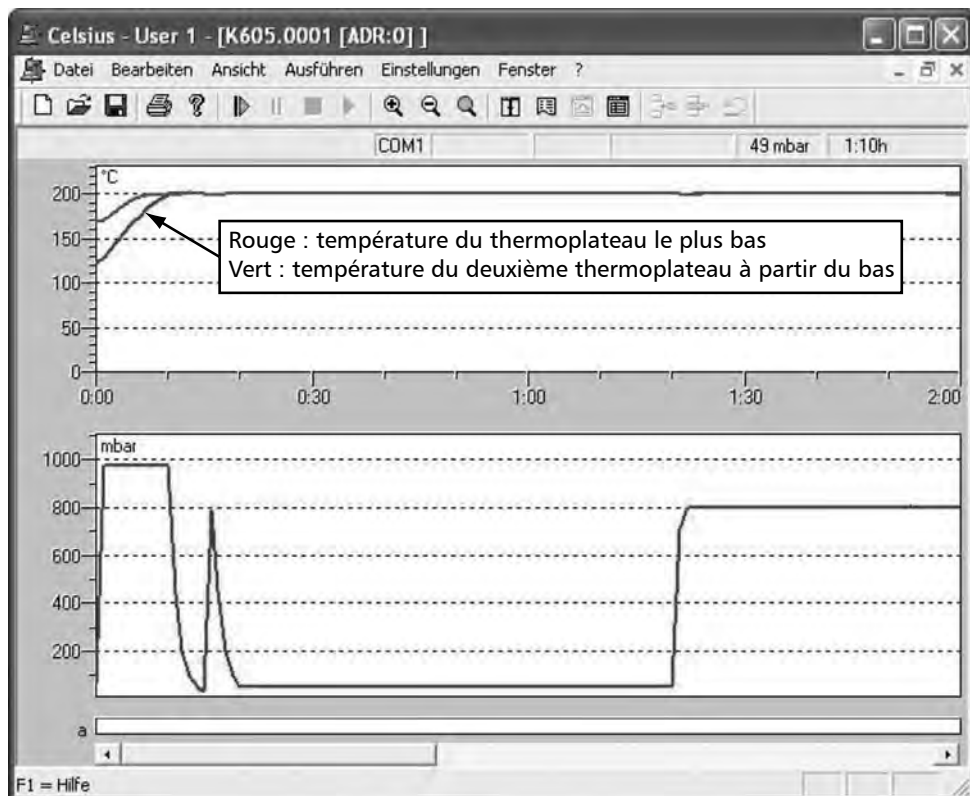 Celsius - User 1 - [K605.0001 [ADR:0] ]
Datei Bearbeiten Ansicht Ausführen Einstellungen Fenster ?
COM1 49 mbar 1:10h
°C
200
150
100
50
0
Rouge : température du thermoplateau le plus bas
Vert : température du deuxième thermoplateau à partir du bas
0:00 0:30 1:00 1:30 2:00
mbar
1000
800
600
400
200
a
F1 = Hilfe